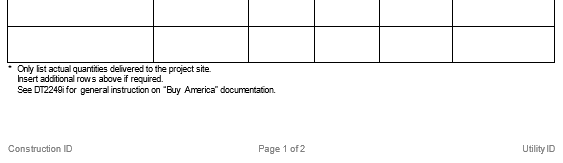 * Only list actual quantities delivered to the project site.
Insert additional rows above if required.
See DT2249i for general instruction on “Buy America” documentation.
Construction ID Page 1 of 2 Utility ID